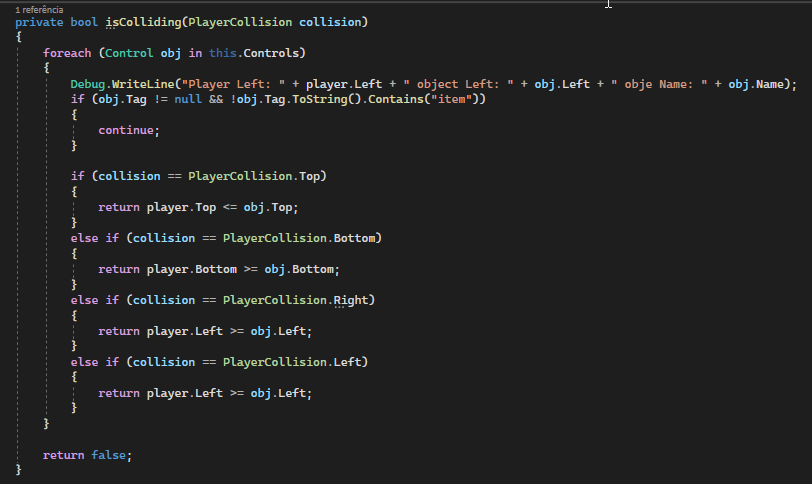 1 referência
private bool isColliding(PlayerCollision collision)
{
foreach (Control obj in this.Controls)
{
Debug.WriteLine("Player Left: " + player.Left + " object Left: " + obj.Left + " obje Name: " + obj.Name);
if (obj.Tag != null && !obj.Tag.ToString().Contains("item"))
{
continue;
}
if (collision == PlayerCollision.Top)
{
return player.Top <= obj.Top;
}
else if (collision == PlayerCollision.Bottom)
{
return player.Bottom >= obj.Bottom;
}
else if (collision == PlayerCollision.Right)
{
return player.Left >= obj.Left;
}
else if (collision == PlayerCollision.Left)
{
return player.Left >= obj.Left;
}
}
return false;
}